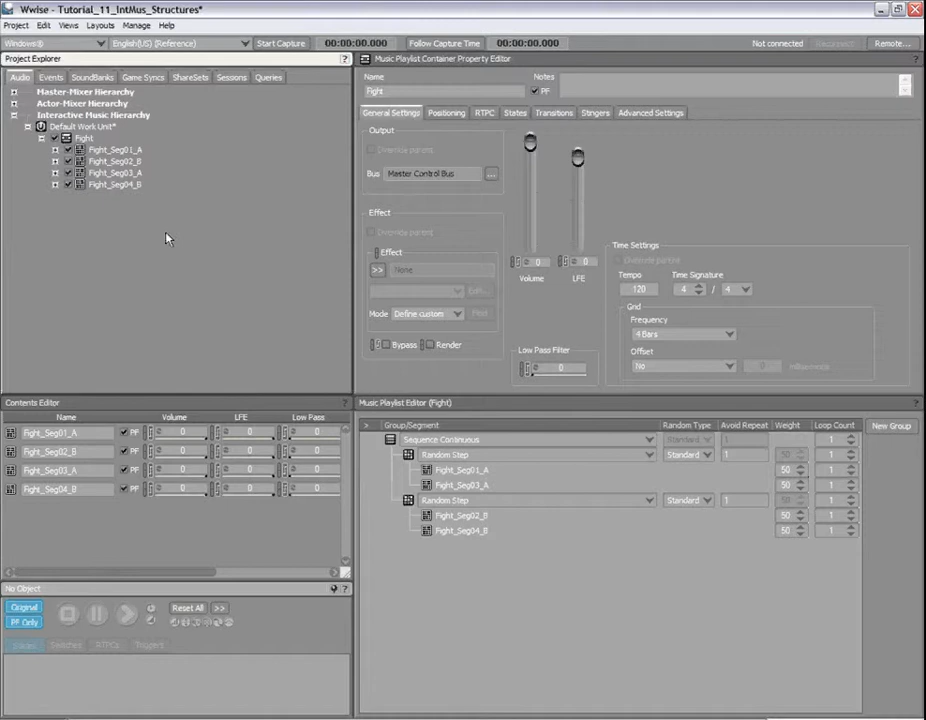 Wwise - Tutorial_11_IntMus_Structures*
Project Edit Views Layouts Manage Help
Windows® English(US) (Reference) Start Capture 00:00:00.000 Follow Capture Time 00:00:00.000 Not connected Reconnect Remote...
Project Explorer ?
Audio Events SoundBanks Game Syncs ShareSets Sessions Queries
Master-Mixer Hierarchy
Actor-Mixer Hierarchy
Interactive Music Hierarchy
Default Work Unit*
Fight
Fight_Seg01_A
Fight_Seg02_B
Fight_Seg03_A
Fight_Seg04_B
Music Playlist Container Property Editor ?
Name Notes
Fight PF
General Settings Positioning RTPC States Transitions Stingers Advanced Settings
Output
Override parent
Bus Master Control Bus ...
Effect
Override parent
Effect
>> None
Edit...
Mode Define custom
Bypass Render
0 0
Volume LFE
Low Pass Filter
0
Time Settings
Override parent
Tempo Time Signature
120 4 / 4
Grid
Frequency
4 Bars
Offset
No
Contents Editor ?
Name Volume LFE Low Pass
Fight_Seg01_A PF 0 0 0
Fight_Seg02_B PF 0 0 0
Fight_Seg03_A PF 0 0 0
Fight_Seg04_B PF 0 0 0
Music Playlist Editor (Fight) ?
> Group/Segment Random Type Avoid Repeat Weight Loop Count New Group
Sequence Continuous Standard 1 1
Random Step Standard 1 50 1
Fight_Seg01_A 50 1
Fight_Seg03_A 50 1
Random Step Standard 1 50 1
Fight_Seg02_B 50 1
Fight_Seg04_B 50 1
No Object ?
Original Reset All >>
PF Only
States Switches RTPCs Triggers